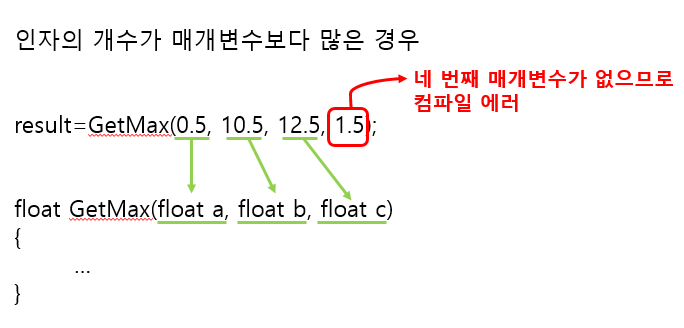 인자의 개수가 매개변수보다 많은 경우
네 번째 매개변수가 없으므로
컴파일 에러
result=GetMax(0.5, 10.5, 12.5, 1.5);
float GetMax(float a, float b, float c)
{
...
}